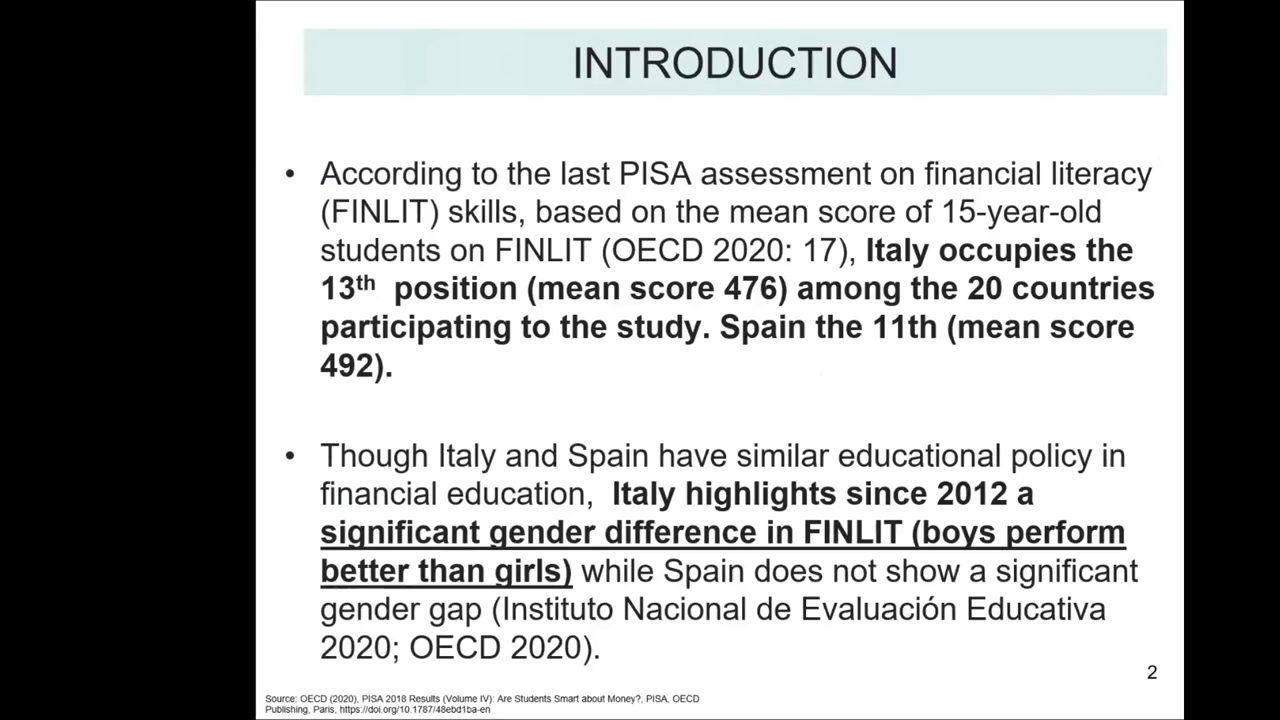 INTRODUCTION
• According to the last PISA assessment on financial literacy
(FINLIT) skills, based on the mean score of 15-year-old
students on FINLIT (OECD 2020: 17), Italy occupies the
13th position (mean score 476) among the 20 countries
participating to the study. Spain the 11th (mean score
492).
• Though Italy and Spain have similar educational policy in
financial education, Italy highlights since 2012 a
significant gender difference in FINLIT (boys perform
better than girls) while Spain does not show a significant
gender gap (Instituto Nacional de Evaluación Educativa
2020; OECD 2020).
2
Source: OECD (2020), PISA 2018 Results (Volume IV): Are Students Smart about Money?, PISA, OECD
Publishing, Paris, https://doi.org/10.1787/48ebd1ba-en